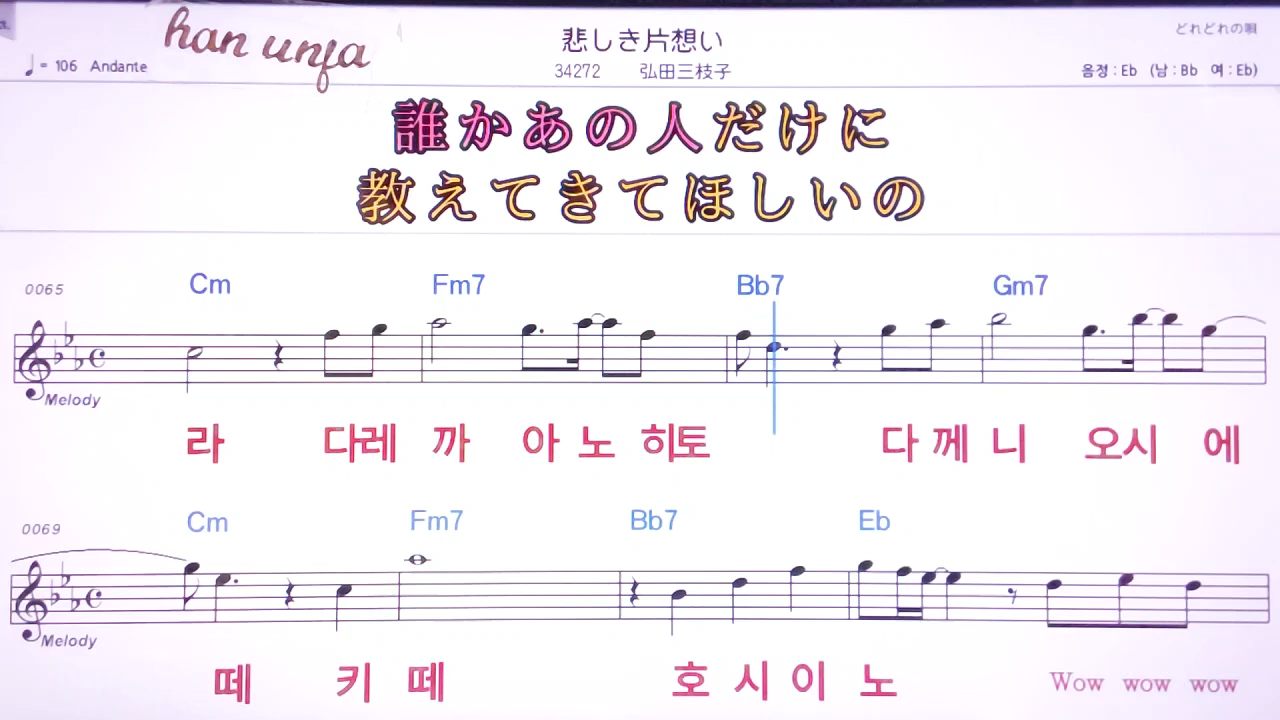 han unja
悲しき片想い
どれどれの唄
♩= 106 Andante
34272 弘田三枝子
음정 : Eb (남 : Bb 여 : Eb)
誰かあの人だけに
教えてきてほしいの
0065 Cm Fm7 Bb7 Gm7
Melody
라 다레 까 아 노 히토 다 께 니 오시 에
0069 Cm Fm7 Bb7 Eb
Melody
떼 키 떼 호 시 이 노 Wow wow wow